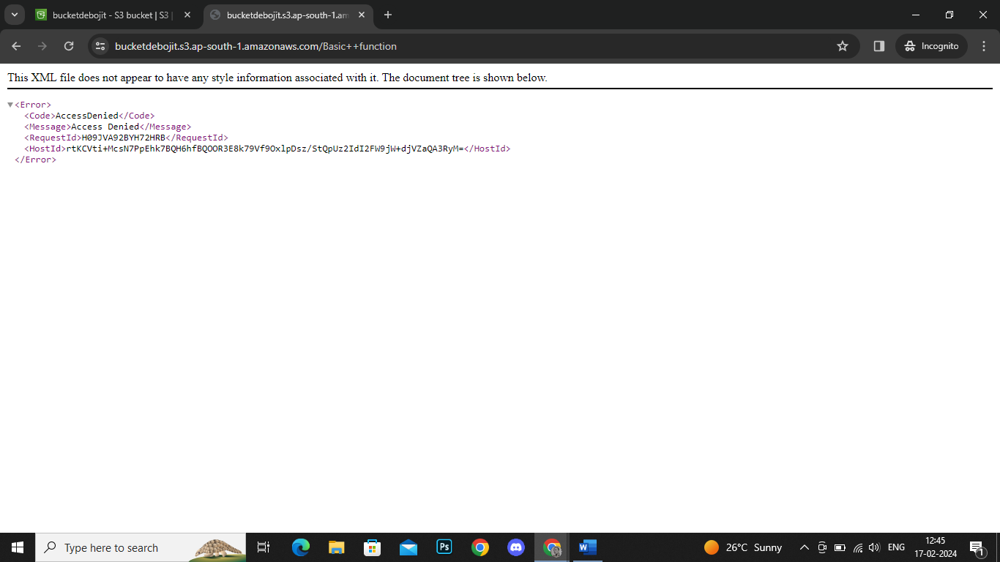 bucketdebojit - S3 bucket | S3 |
bucketdebojit.s3.ap-south-1.am
bucketdebojit.s3.ap-south-1.amazonaws.com/Basic++function
Incognito
This XML file does not appear to have any style information associated with it. The document tree is shown below.
<Error>
<Code>AccessDenied</Code>
<Message>Access Denied</Message>
<RequestId>H09JVA92BYH72HRB</RequestId>
<HostId>rtKCVti+McsN7PpEhk7BQH6hfBQOOR3E8k79Vf9OxlpDsz/StQpUz2IdI2FW9jW+djVZaQA3RyM=</HostId>
</Error>
Type here to search
Ps
W
26°C Sunny
ENG
12:45
17-02-2024
1